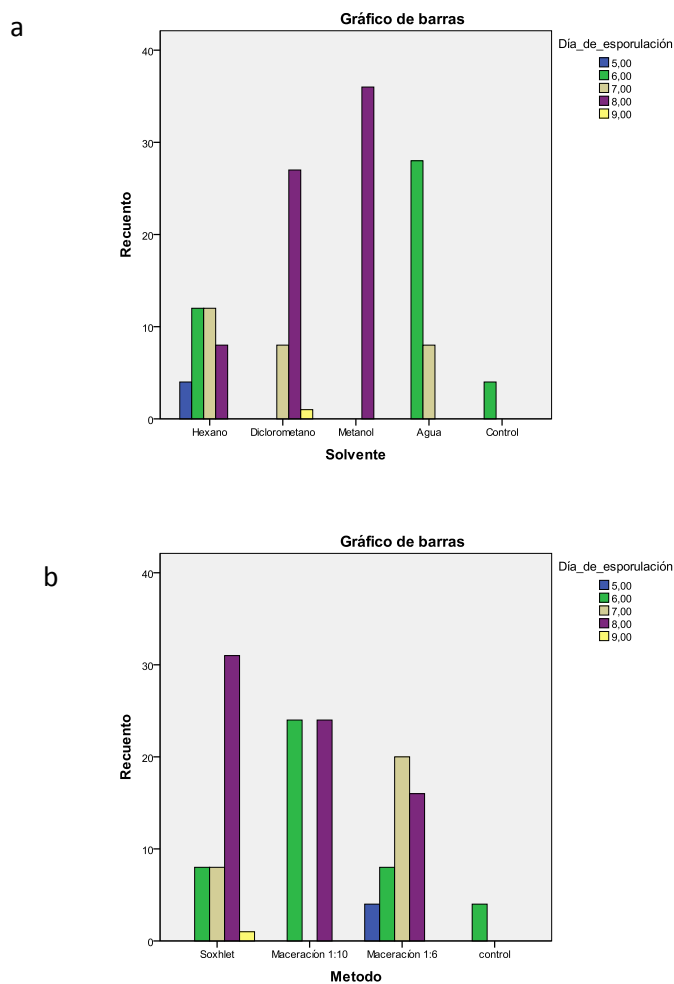 a
Gráfico de barras
Día_de_esporulación
5,00
6,00
7,00
8,00
9,00
40
30
20
10
0
Recuento
Hexano Diclorometano Metanol Agua Control
Solvente
b
Gráfico de barras
Día_de_esporulación
5,00
6,00
7,00
8,00
9,00
40
30
20
10
0
Recuento
Soxhlet Maceración 1:10 Maceración 1:6 control
Metodo